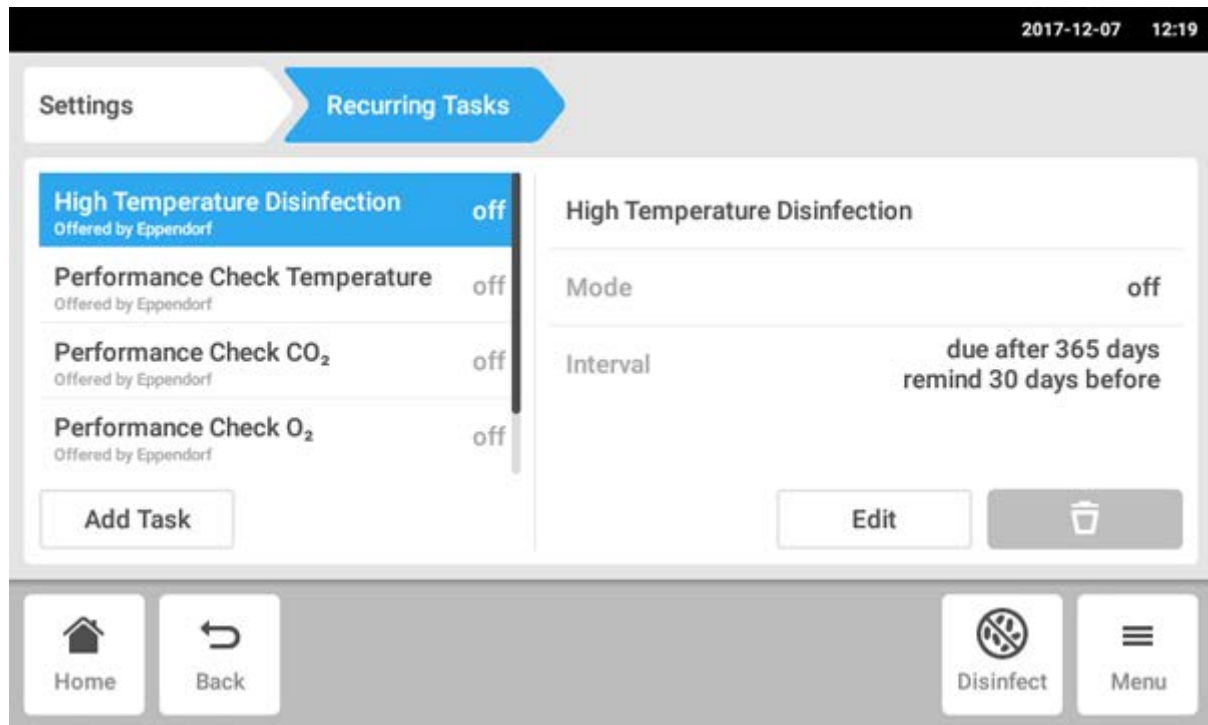 2017-12-07 12:19
Settings
Recurring Tasks
High Temperature Disinfection off
Offered by Eppendorf
Performance Check Temperature off
Offered by Eppendorf
Performance Check CO₂ off
Offered by Eppendorf
Performance Check O₂ off
Offered by Eppendorf
Add Task
High Temperature Disinfection
Mode off
Interval due after 365 days
remind 30 days before
Edit
Home
Back
Disinfect
Menu